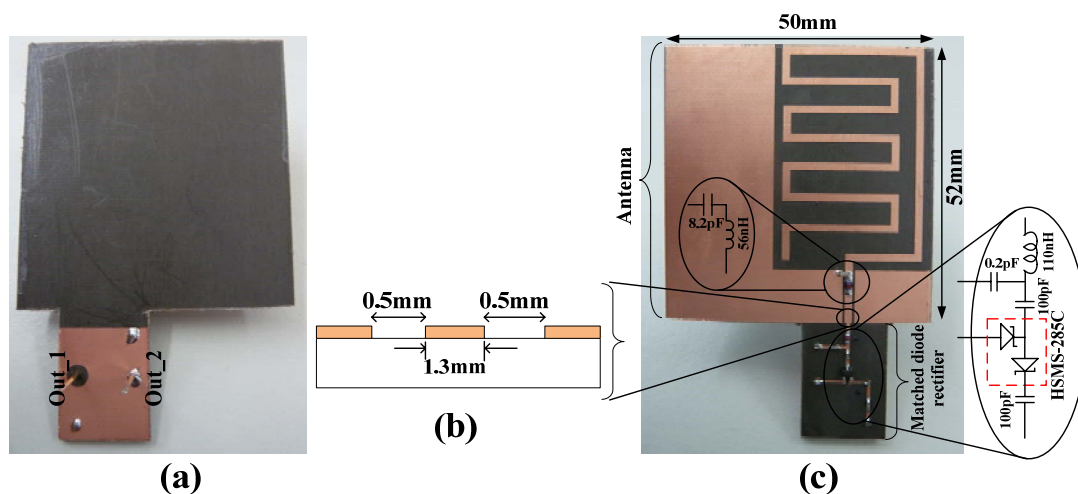 50mm
Antenna
52mm
8.2pF
56nH
0.2pF
110nH
100pF
HSMS-285C
100pF
Matched diode
rectifier
0.5mm
0.5mm
1.3mm
Out_1
Out_2
(a)
(b)
(c)